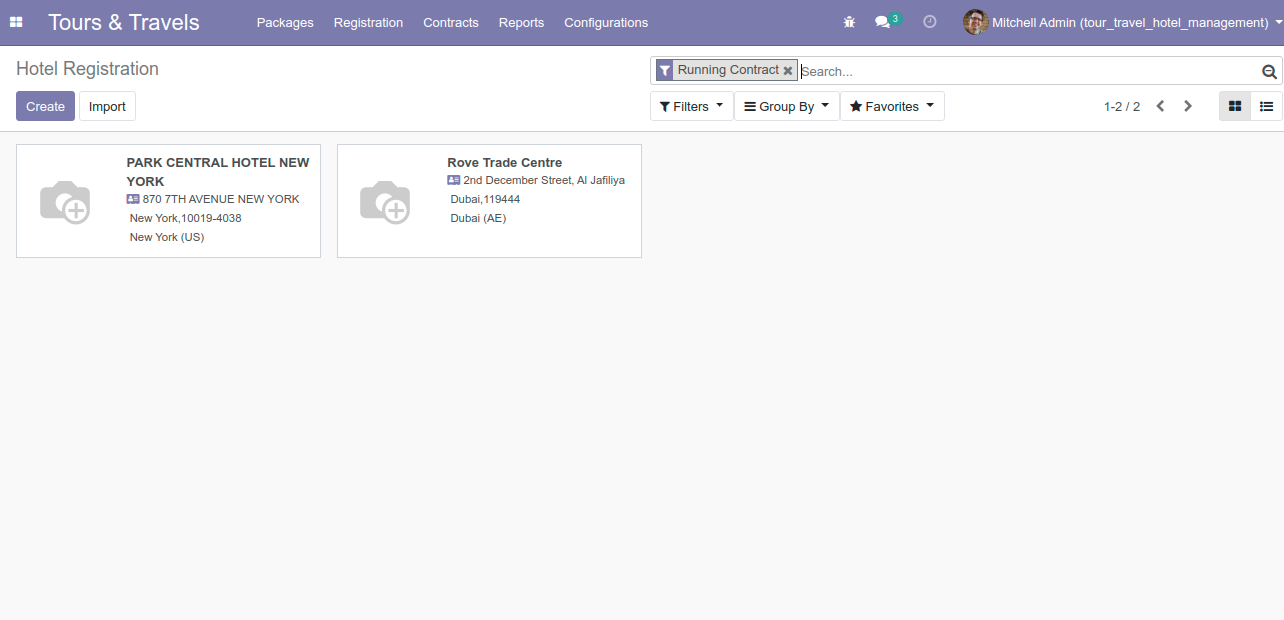 Tours & Travels Packages Registration Contracts Reports Configurations 3 Mitchell Admin (tour_travel_hotel_management)
Hotel Registration
Running Contract Search...
Create Import Filters Group By Favorites 1-2 / 2
PARK CENTRAL HOTEL NEW
YORK
870 7TH AVENUE NEW YORK
New York,10019-4038
New York (US)
Rove Trade Centre
2nd December Street, Al Jafiliya
Dubai,119444
Dubai (AE)